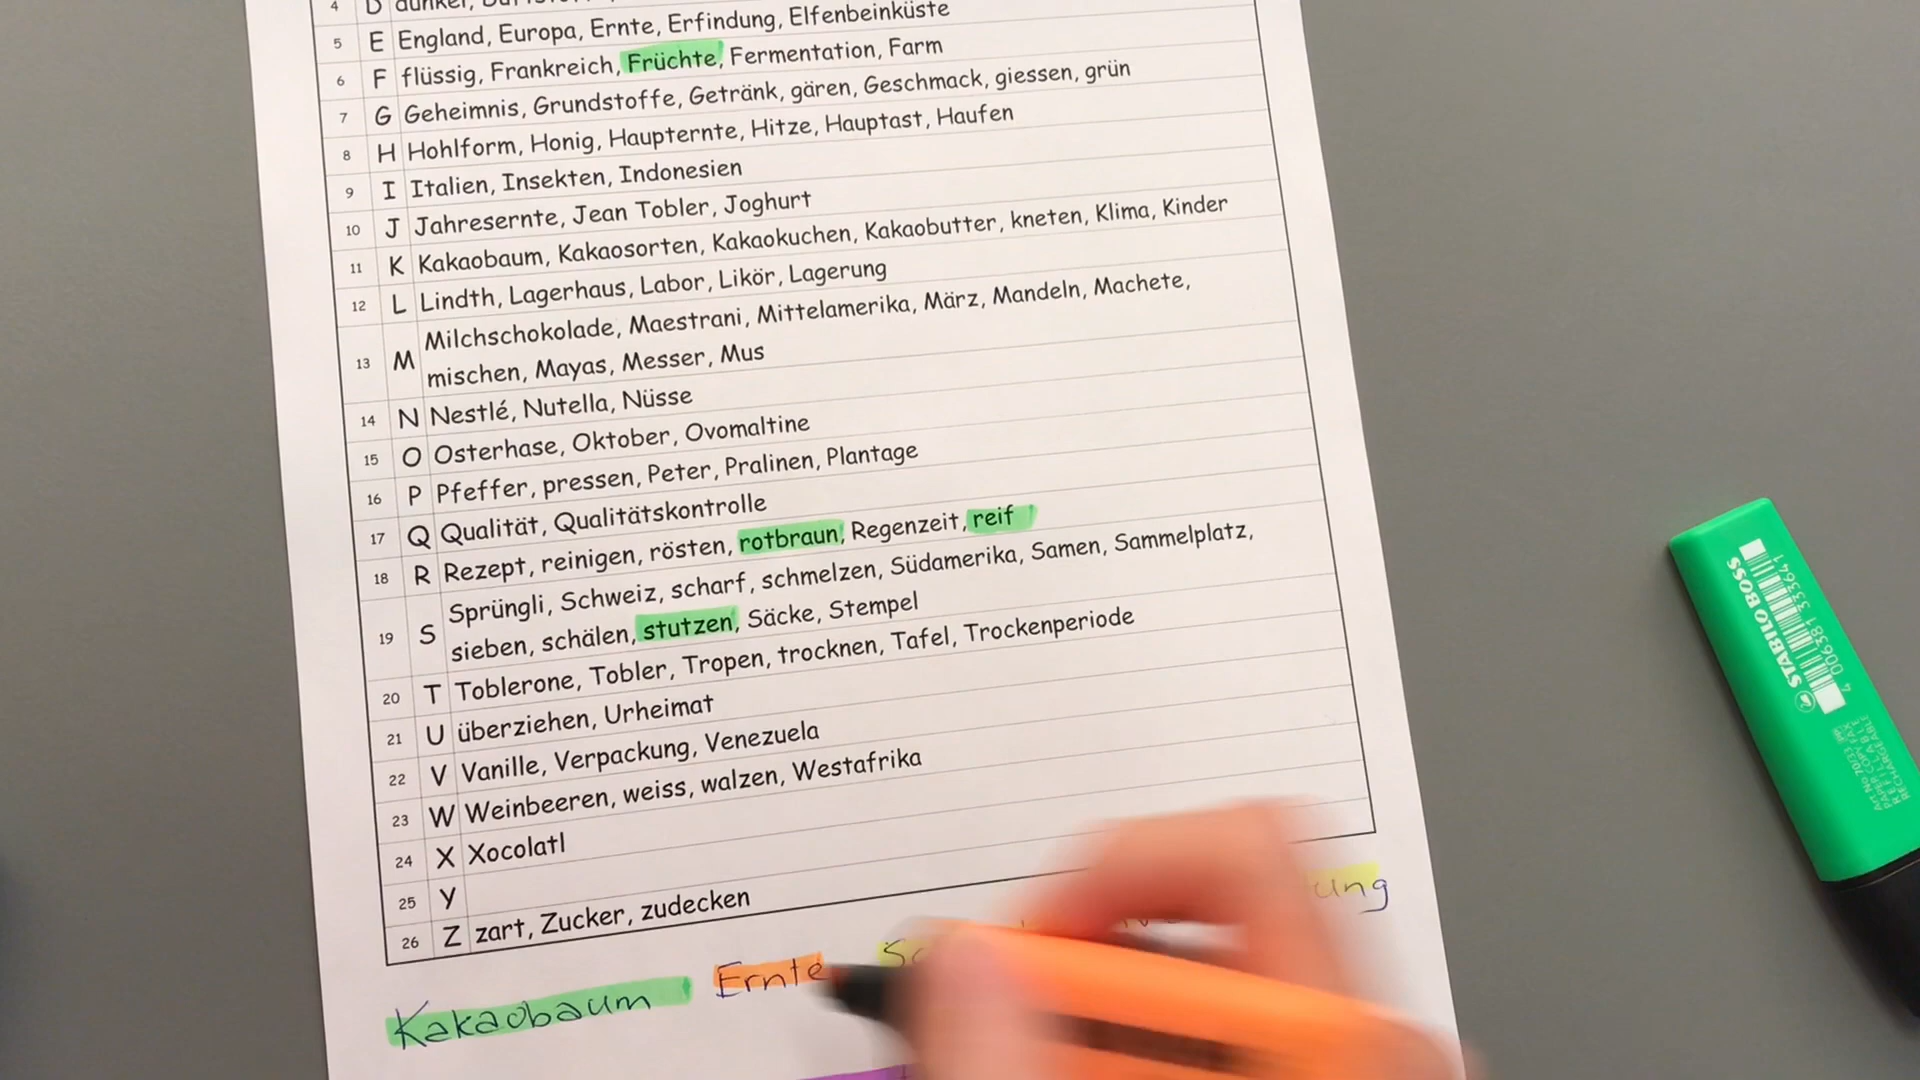 4 D dunkel,
5 E England, Europa, Ernte, Erfindung, Elfenbeinküste
6 F flüssig, Frankreich, Früchte, Fermentation, Farm
7 G Geheimnis, Grundstoffe, Getränk, gären, Geschmack, giessen, grün
8 H Hohlform, Honig, Haupternte, Hitze, Hauptast, Haufen
9 I Italien, Insekten, Indonesien
10 J Jahresernte, Jean Tobler, Joghurt
11 K Kakaobaum, Kakaosorten, Kakaokuchen, Kakaobutter, kneten, Klima, Kinder
12 L Lindth, Lagerhaus, Labor, Likör, Lagerung
13 M Milchschokolade, Maestrani, Mittelamerika, März, Mandeln, Machete,
mischen, Mayas, Messer, Mus
14 N Nestlé, Nutella, Nüsse
15 O Osterhase, Oktober, Ovomaltine
16 P Pfeffer, pressen, Peter, Pralinen, Plantage
17 Q Qualität, Qualitätskontrolle
18 R Rezept, reinigen, rösten, rotbraun, Regenzeit, reif
19 S Sprüngli, Schweiz, scharf, schmelzen, Südamerika, Samen, Sammelplatz,
sieben, schälen, stutzen, Säcke, Stempel
20 T Toblerone, Tobler, Tropen, trocknen, Tafel, Trockenperiode
21 U überziehen, Urheimat
22 V Vanille, Verpackung, Venezuela
23 W Weinbeeren, weiss, walzen, Westafrika
24 X Xocolatl
25 Y
26 Z zart, Zucker, zudecken
Kakaobaum Ernte
STABILO BOSS
4 006381 333641